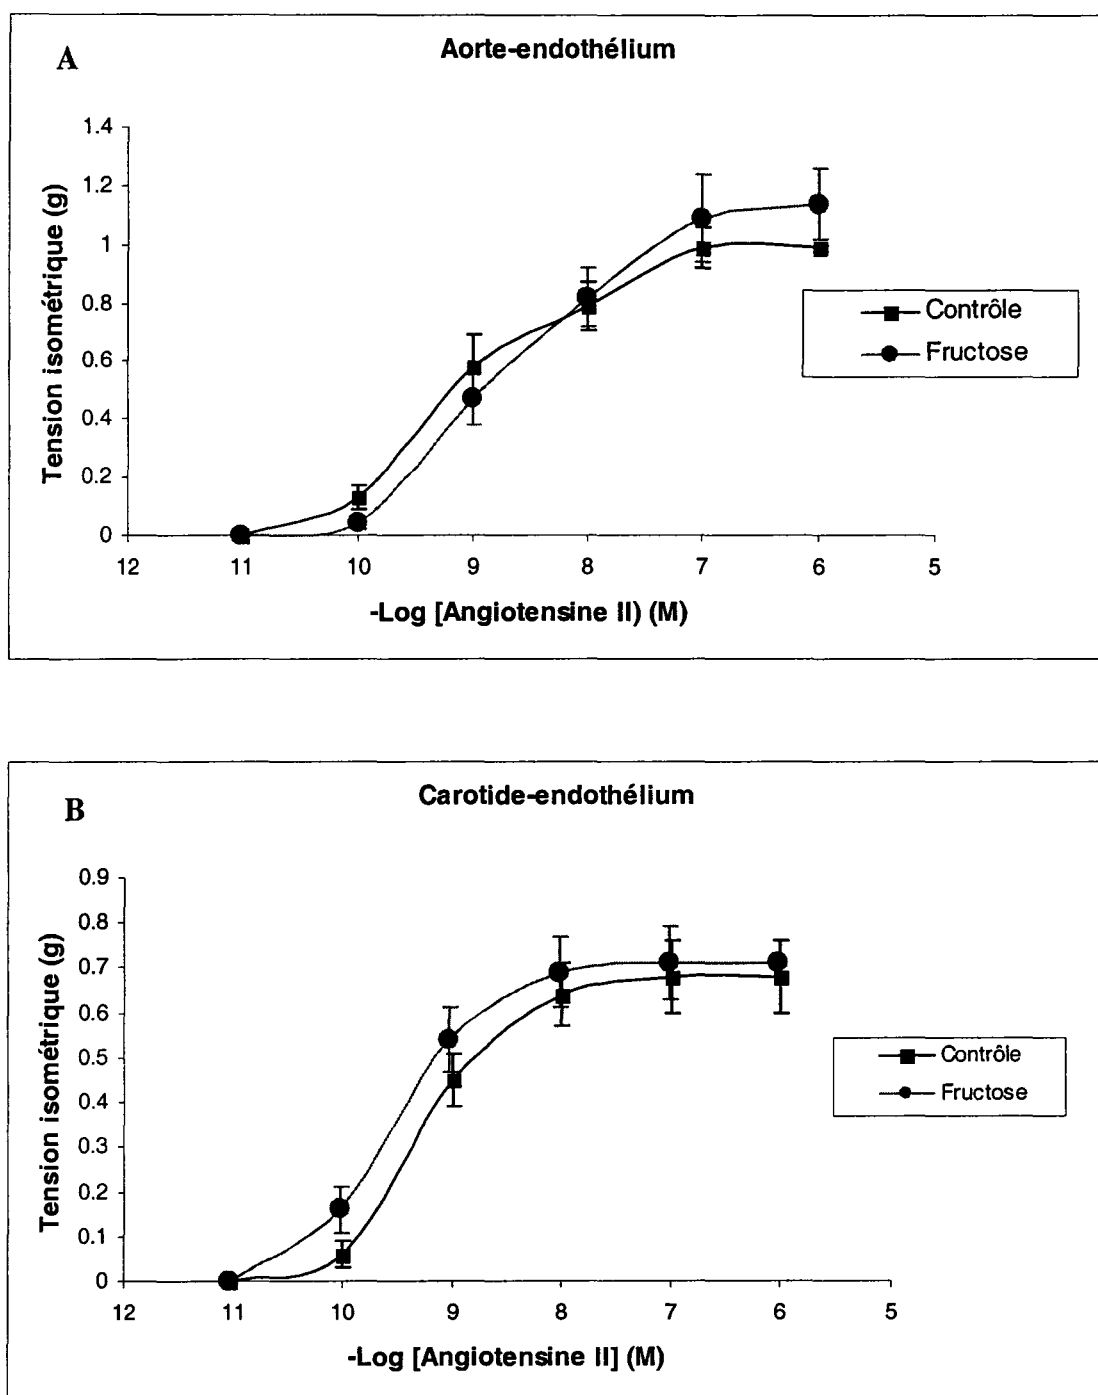 A
Aorte-endothélium
Tension isométrique (g)
1.4
1.2
1
0.8
0.6
0.4
0.2
0
12 11 10 9 8 7 6 5
-Log [Angiotensine II) (M)
Contrôle
Fructose
B
Carotide-endothélium
Tension isométrique (g)
0.9
0.8
0.7
0.6
0.5
0.4
0.3
0.2
0.1
0
12 11 10 9 8 7 6 5
-Log [Angiotensine II] (M)
Contrôle
Fructose